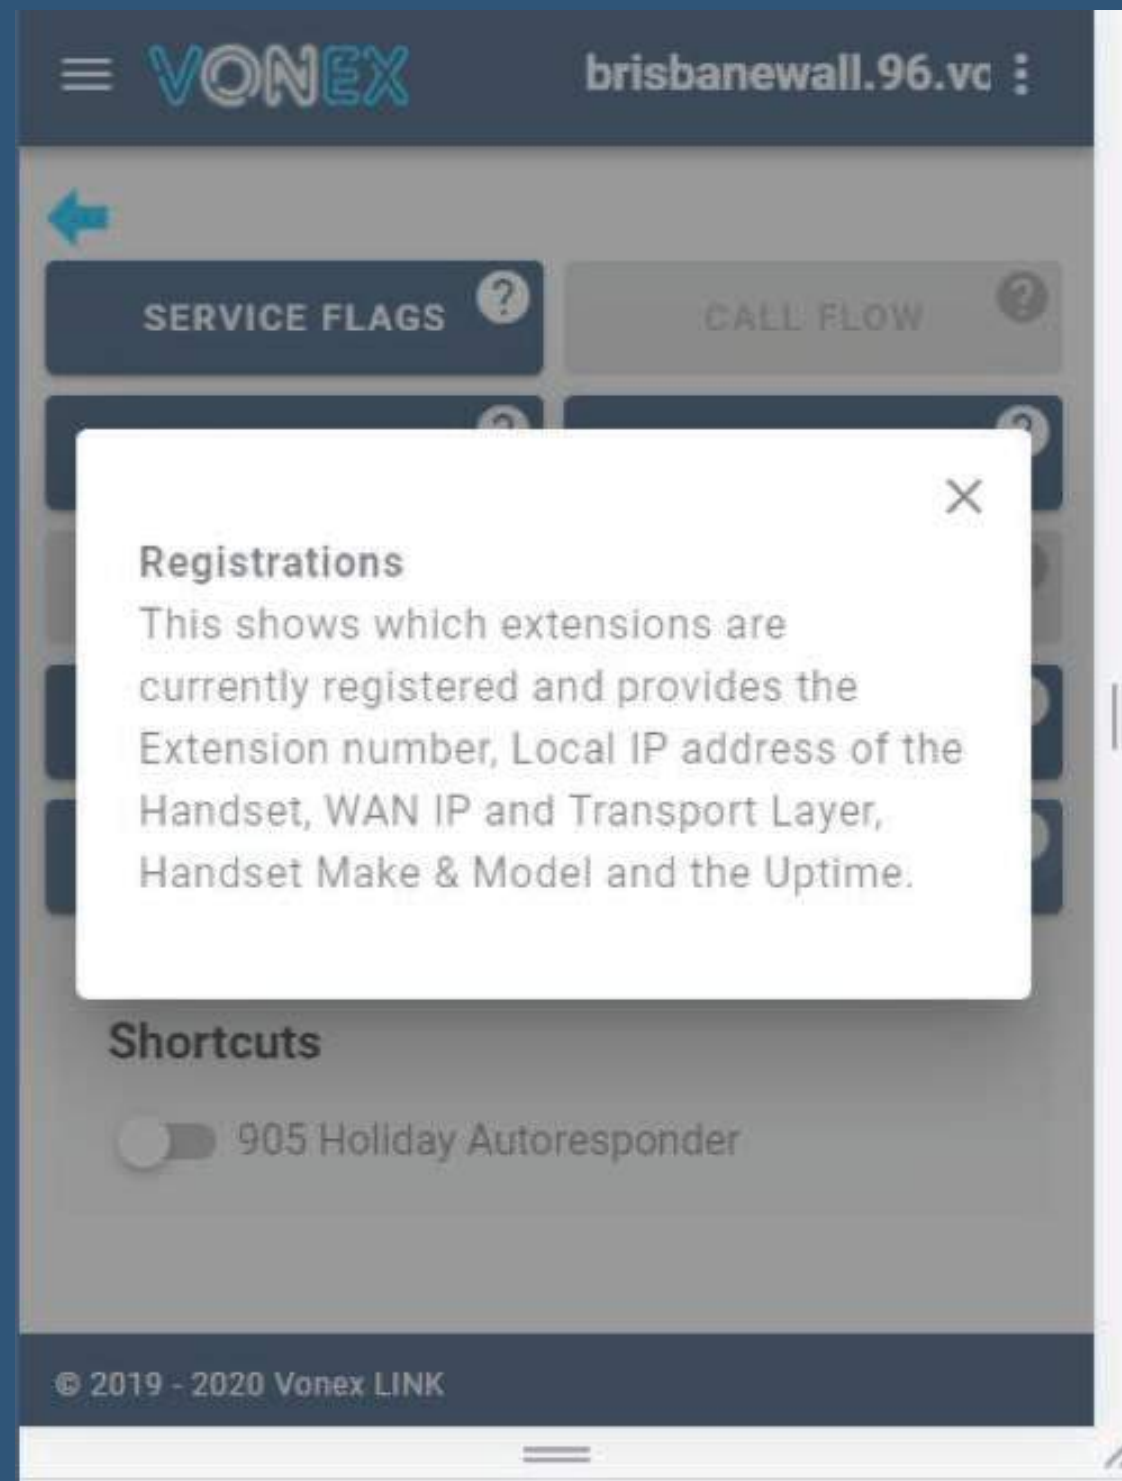 VONEX
brisbanewall.96.vc
SERVICE FLAGS ?
CALL FLOW ?
Registrations
This shows which extensions are
currently registered and provides the
Extension number, Local IP address of the
Handset, WAN IP and Transport Layer,
Handset Make & Model and the Uptime.
Shortcuts
905 Holiday Autoresponder
© 2019 - 2020 Vonex LINK